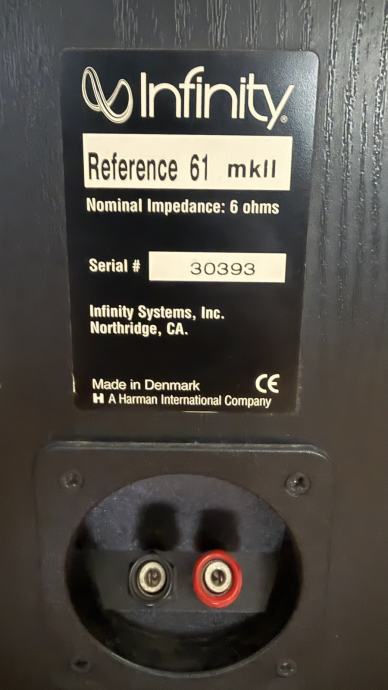 Infinity®
Reference 61 mkII
Nominal Impedance: 6 ohms
Serial # 30393
Infinity Systems, Inc.
Northridge, CA.
Made in Denmark CE
H A Harman International Company